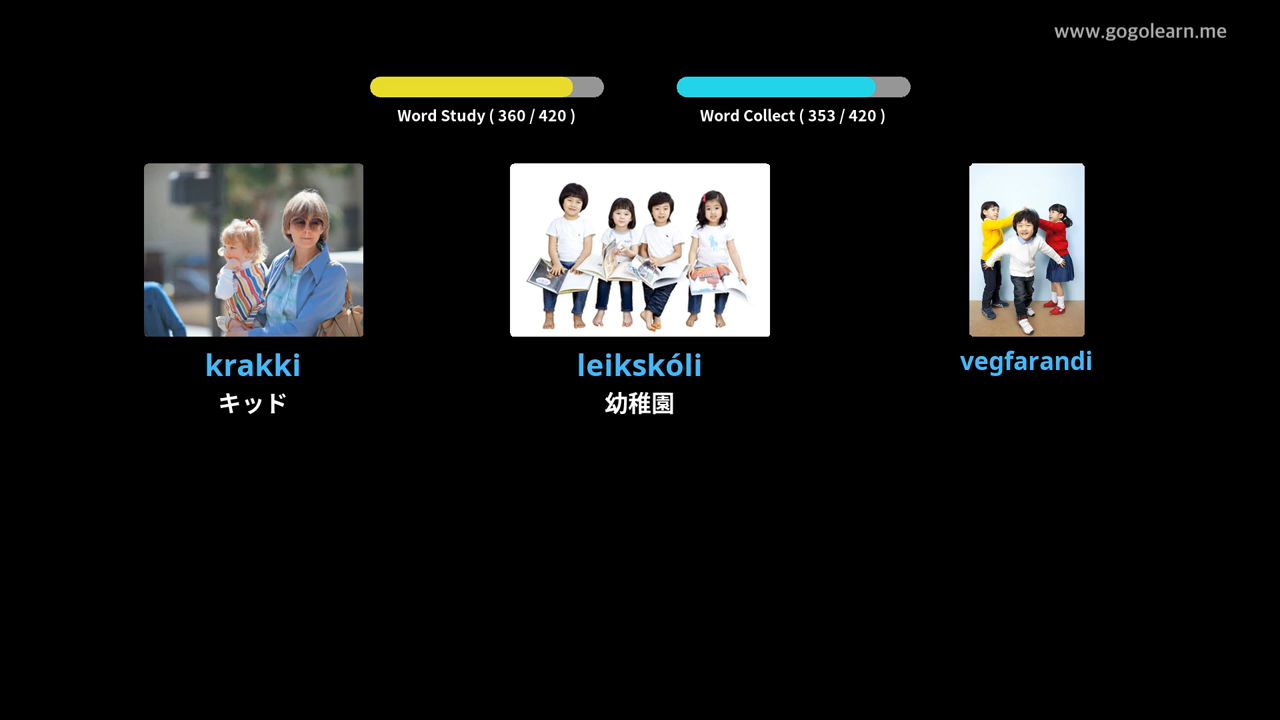 www.gogolearn.me
Word Study ( 360 / 420 )
Word Collect ( 353 / 420 )
krakki
キッド
leikskóli
幼稚園
vegfarandi